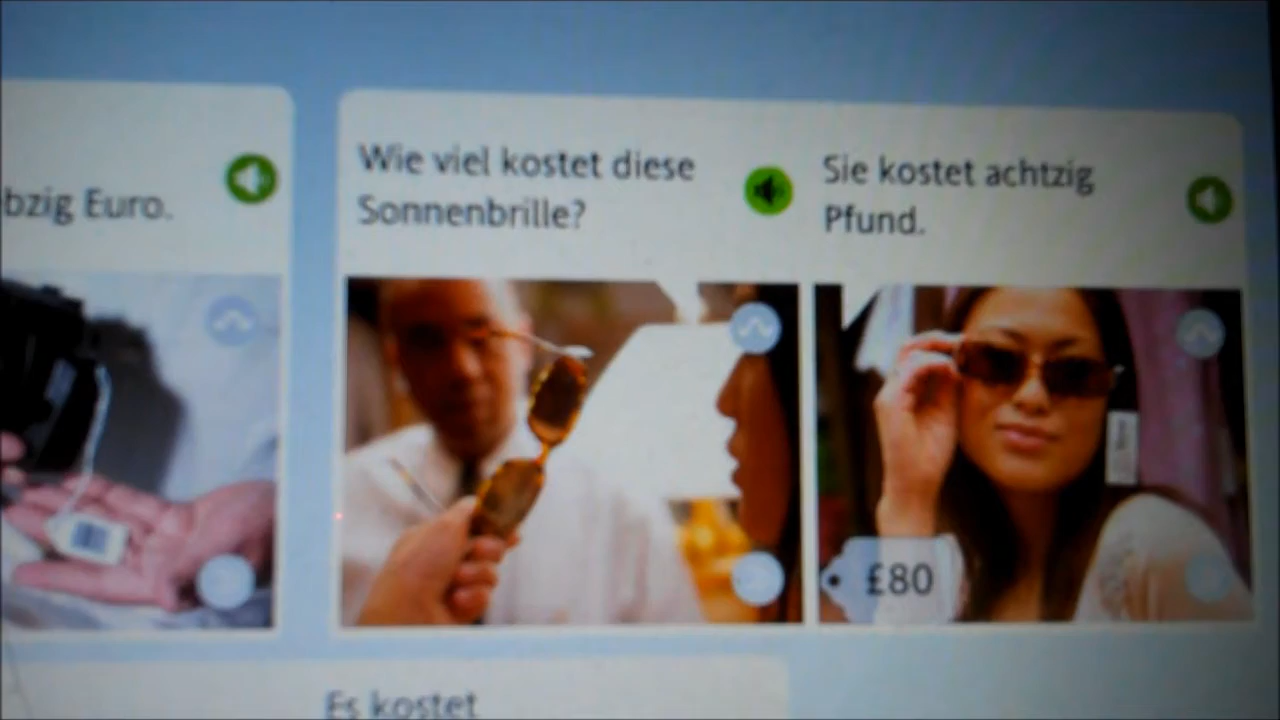 bzig Euro.
Wie viel kostet diese
Sonnenbrille?
Sie kostet achtzig
Pfund.
£80
Es kostet